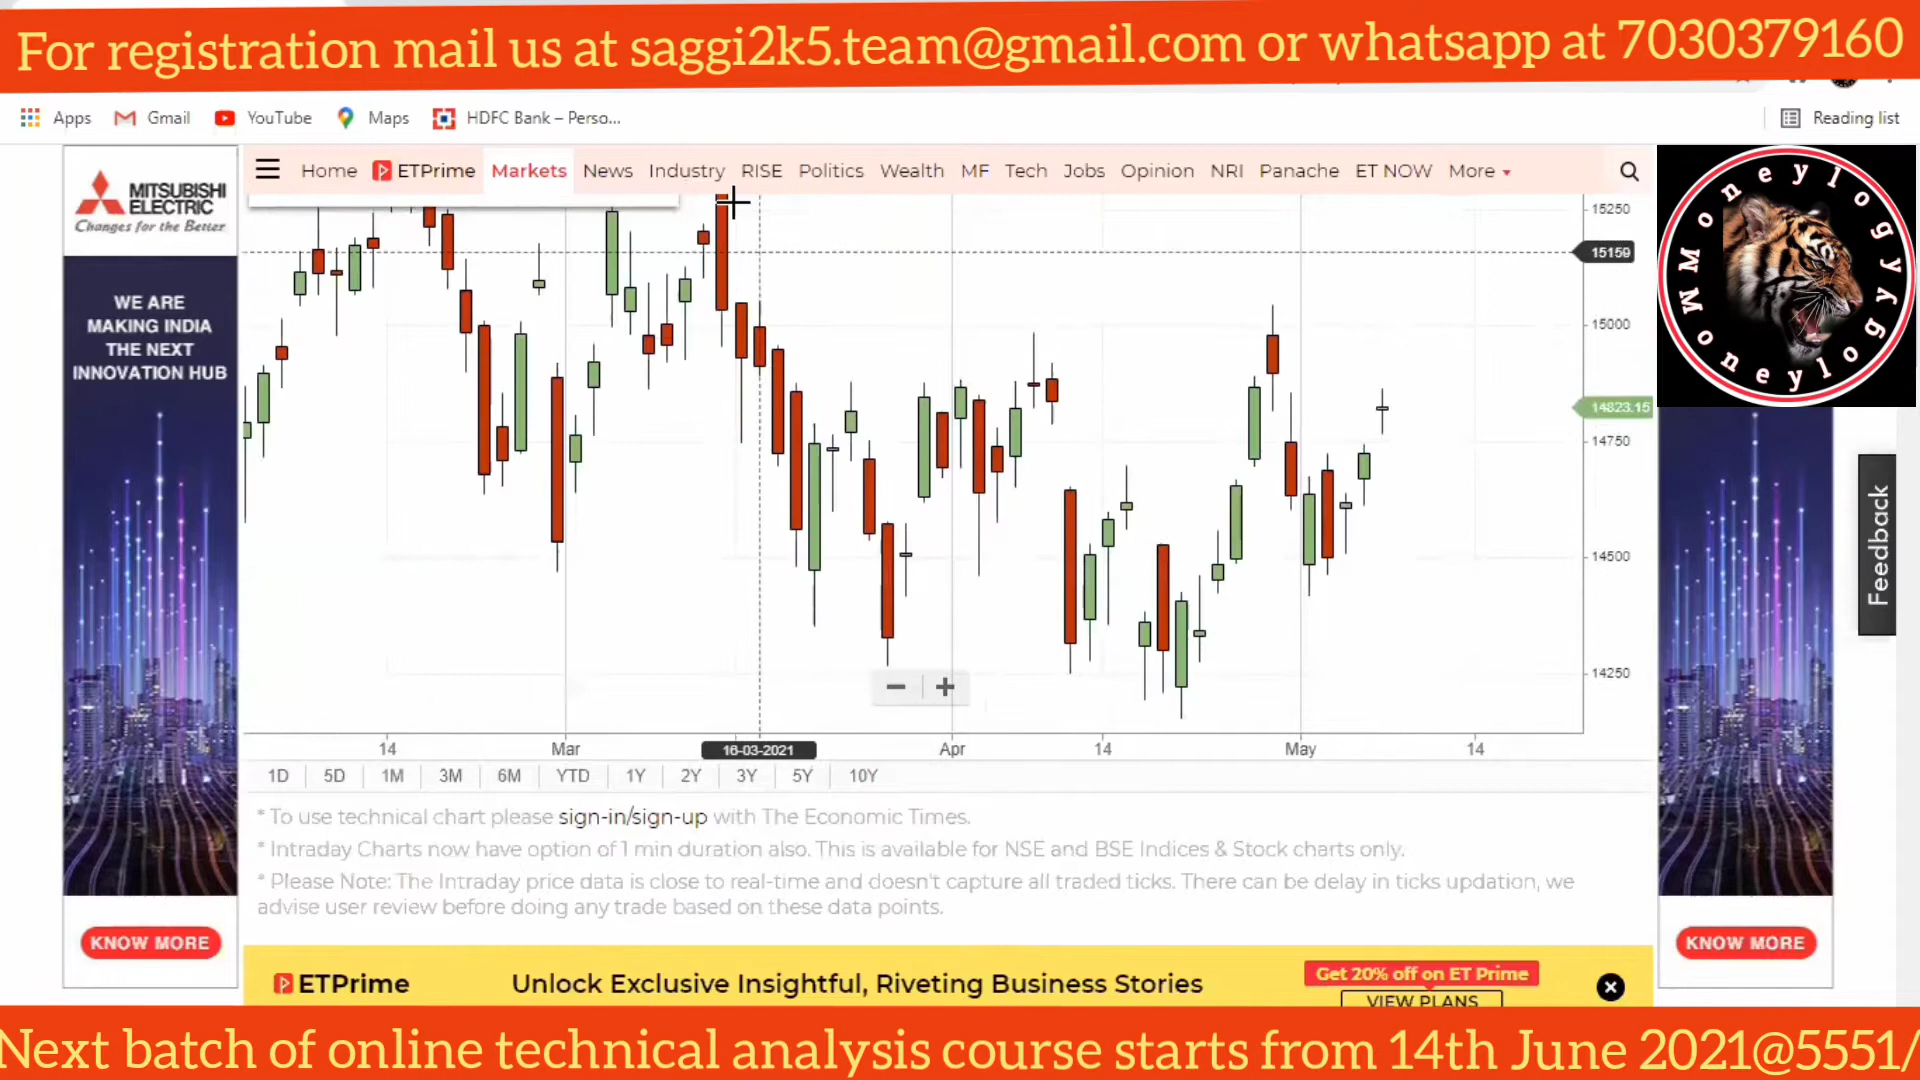 For registration mail us at saggi2k5.team@gmail.com or whatsapp at 7030379160
Apps Gmail YouTube Maps HDFC Bank – Perso... Reading list
MITSUBISHI
ELECTRIC
Changes for the Better
WE ARE
MAKING INDIA
THE NEXT
INNOVATION HUB
KNOW MORE
Home ETPrime Markets News Industry RISE Politics Wealth MF Tech Jobs Opinion NRI Panache ET NOW More
15250
15159
15000
14823.15
14750
14500
14250
14 Mar 16-03-2021 Apr 14 May 14
1D 5D 1M 3M 6M YTD 1Y 2Y 3Y 5Y 10Y
* To use technical chart please sign-in/sign-up with The Economic Times.
* Intraday Charts now have option of 1 min duration also. This is available for NSE and BSE Indices & Stock charts only.
* Please Note: The Intraday price data is close to real-time and doesn't capture all traded ticks. There can be delay in ticks updation, we
advise user review before doing any trade based on these data points.
ETPrime Unlock Exclusive Insightful, Riveting Business Stories
Get 20% off on ET Prime
VIEW PLANS
Moneylogy
Moneylogy
Feedback
KNOW MORE
Next batch of online technical analysis course starts from 14th June 2021@5551/